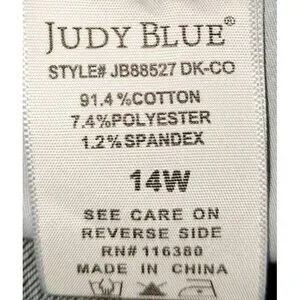 JUDY BLUE®
STYLE# JB88527 DK-CO
91.4%COTTON
7.4%POLYESTER
1.2%SPANDEX
14W
SEE CARE ON
REVERSE SIDE
RN# 116380
MADE IN CHINA